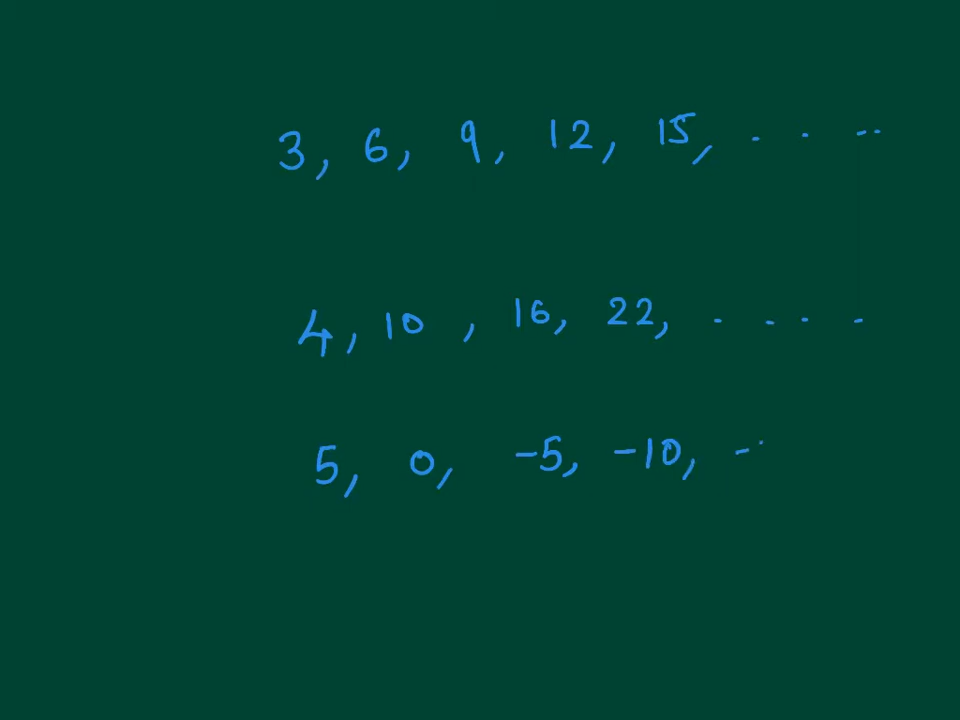 3, 6, 9, 12, 15, . . ...
4, 10, 16, 22, . . . .
5, 0, -5, -10, -